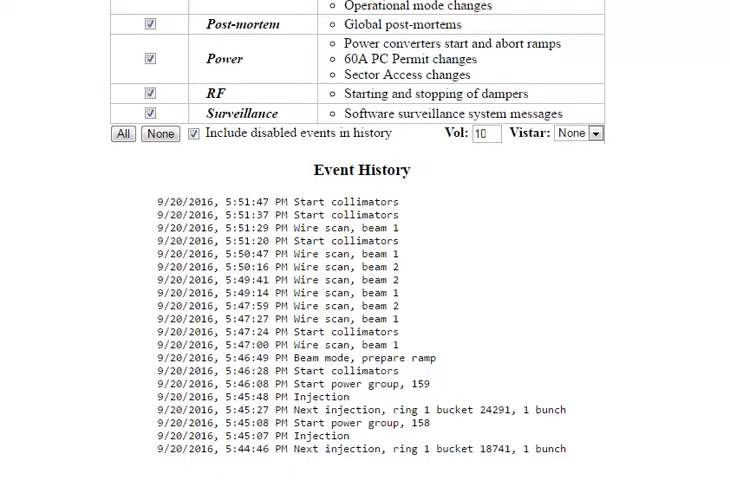 Operational mode changes
Post-mortem
Global post-mortems
Power
Power converters start and abort ramps
60A PC Permit changes
Sector Access changes
RF
Starting and stopping of dampers
Surveillance
Software surveillance system messages
All None Include disabled events in history Vol: 10 Vistar: None
Event History
9/20/2016, 5:51:47 PM Start collimators
9/20/2016, 5:51:37 PM Start collimators
9/20/2016, 5:51:29 PM Wire scan, beam 1
9/20/2016, 5:51:20 PM Start collimators
9/20/2016, 5:50:47 PM Wire scan, beam 1
9/20/2016, 5:50:16 PM Wire scan, beam 2
9/20/2016, 5:49:41 PM Wire scan, beam 2
9/20/2016, 5:49:14 PM Wire scan, beam 1
9/20/2016, 5:47:59 PM Wire scan, beam 2
9/20/2016, 5:47:27 PM Wire scan, beam 1
9/20/2016, 5:47:24 PM Start collimators
9/20/2016, 5:47:00 PM Wire scan, beam 1
9/20/2016, 5:46:49 PM Beam mode, prepare ramp
9/20/2016, 5:46:28 PM Start collimators
9/20/2016, 5:46:08 PM Start power group, 159
9/20/2016, 5:45:48 PM Injection
9/20/2016, 5:45:27 PM Next injection, ring 1 bucket 24291, 1 bunch
9/20/2016, 5:45:08 PM Start power group, 158
9/20/2016, 5:45:07 PM Injection
9/20/2016, 5:44:46 PM Next injection, ring 1 bucket 18741, 1 bunch